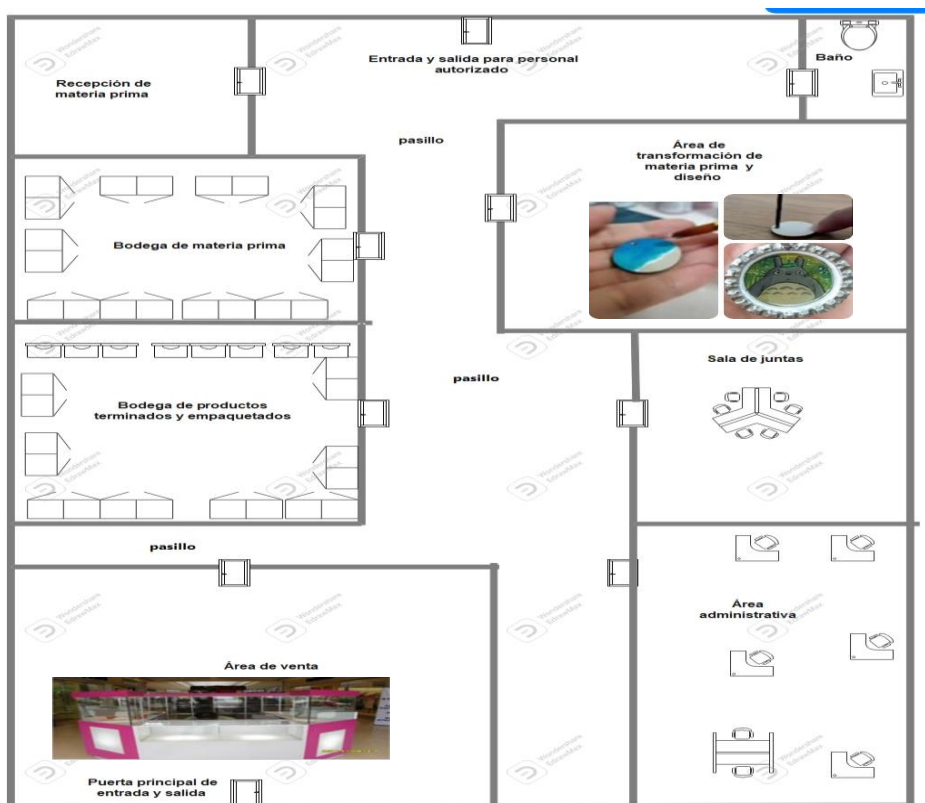 Recepción de
materia prima
Entrada y salida para personal
autorizado
Baño
pasillo
Área de
transformación de
materia prima y
diseño
Bodega de materia prima
Sala de juntas
pasillo
Bodega de productos
terminados y empaquetados
pasillo
Área
administrativa
Área de venta
Puerta principal de
entrada y salida
Wondershare
EdrawMax